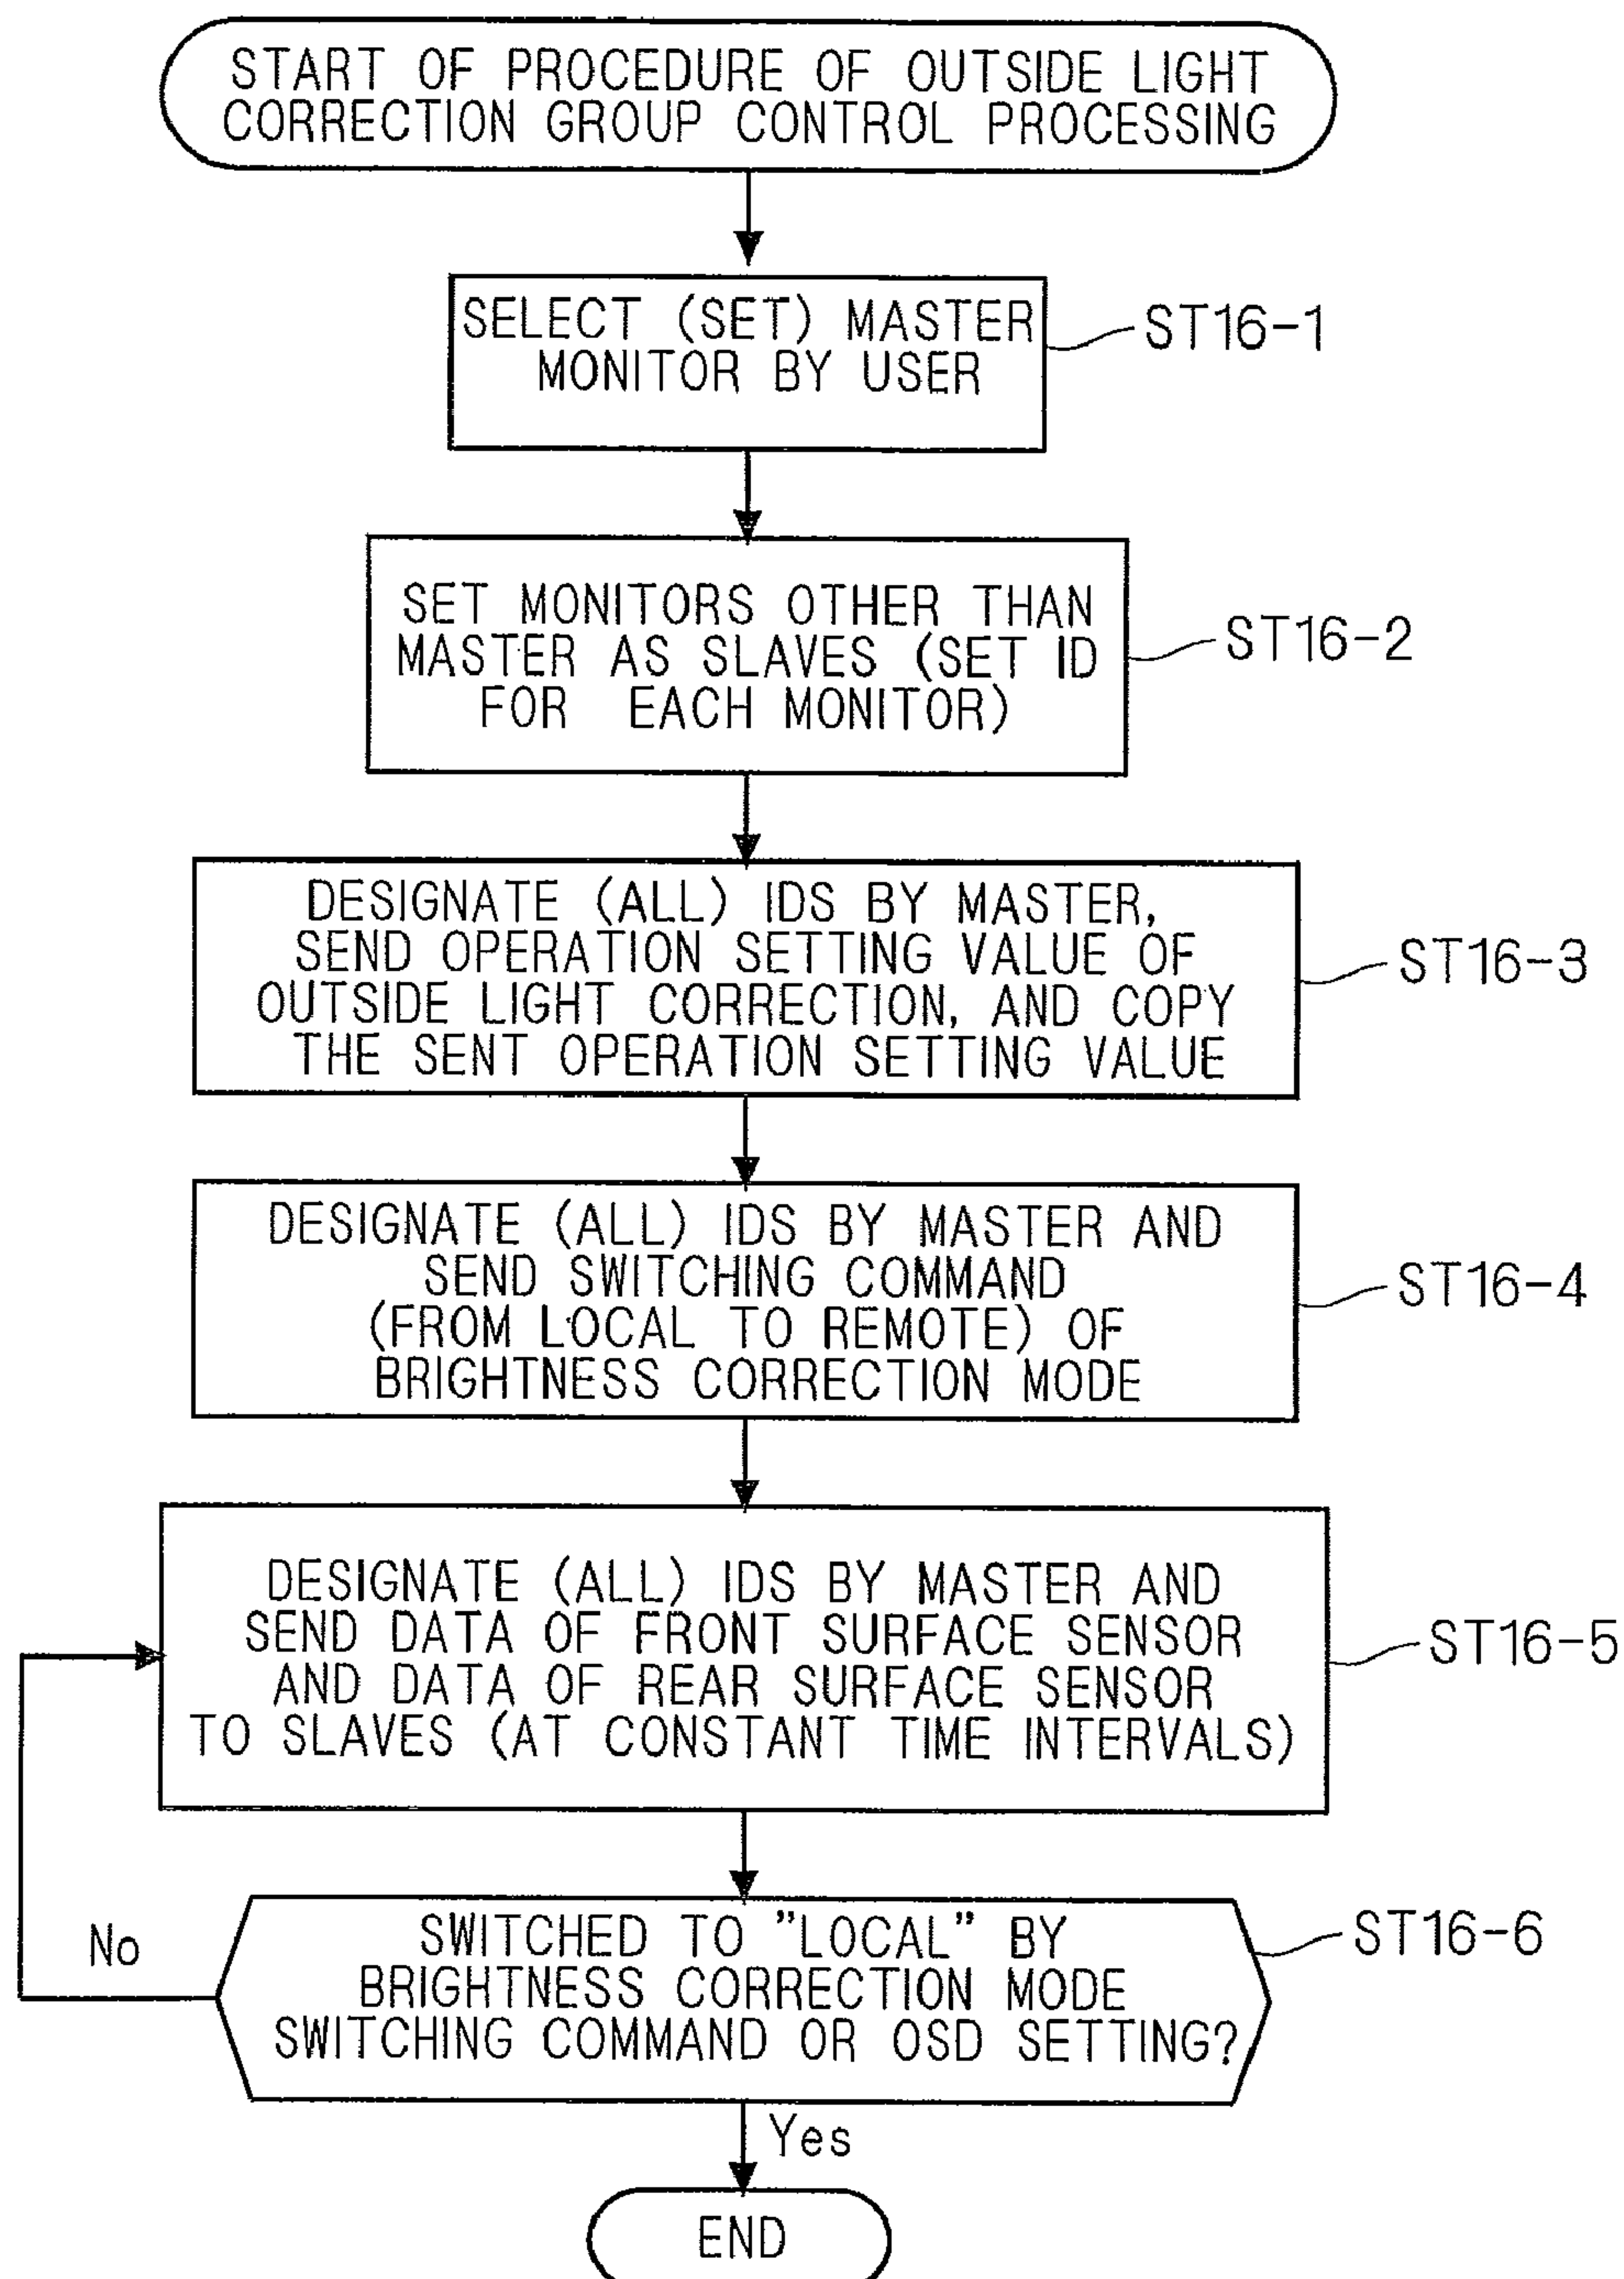 START OF PROCEDURE OF OUTSIDE LIGHT
CORRECTION GROUP CONTROL PROCESSING
SELECT (SET) MASTER
MONITOR BY USER
ST16-1
SET MONITORS OTHER THAN
MASTER AS SLAVES (SET ID
FOR EACH MONITOR)
ST16-2
DESIGNATE (ALL) IDS BY MASTER,
SEND OPERATION SETTING VALUE OF
OUTSIDE LIGHT CORRECTION, AND COPY
THE SENT OPERATION SETTING VALUE
ST16-3
DESIGNATE (ALL) IDS BY MASTER AND
SEND SWITCHING COMMAND
(FROM LOCAL TO REMOTE) OF
BRIGHTNESS CORRECTION MODE
ST16-4
DESIGNATE (ALL) IDS BY MASTER AND
SEND DATA OF FRONT SURFACE SENSOR
AND DATA OF REAR SURFACE SENSOR
TO SLAVES (AT CONSTANT TIME INTERVALS)
ST16-5
SWITCHED TO "LOCAL" BY
BRIGHTNESS CORRECTION MODE
SWITCHING COMMAND OR OSD SETTING?
ST16-6
No
Yes
END